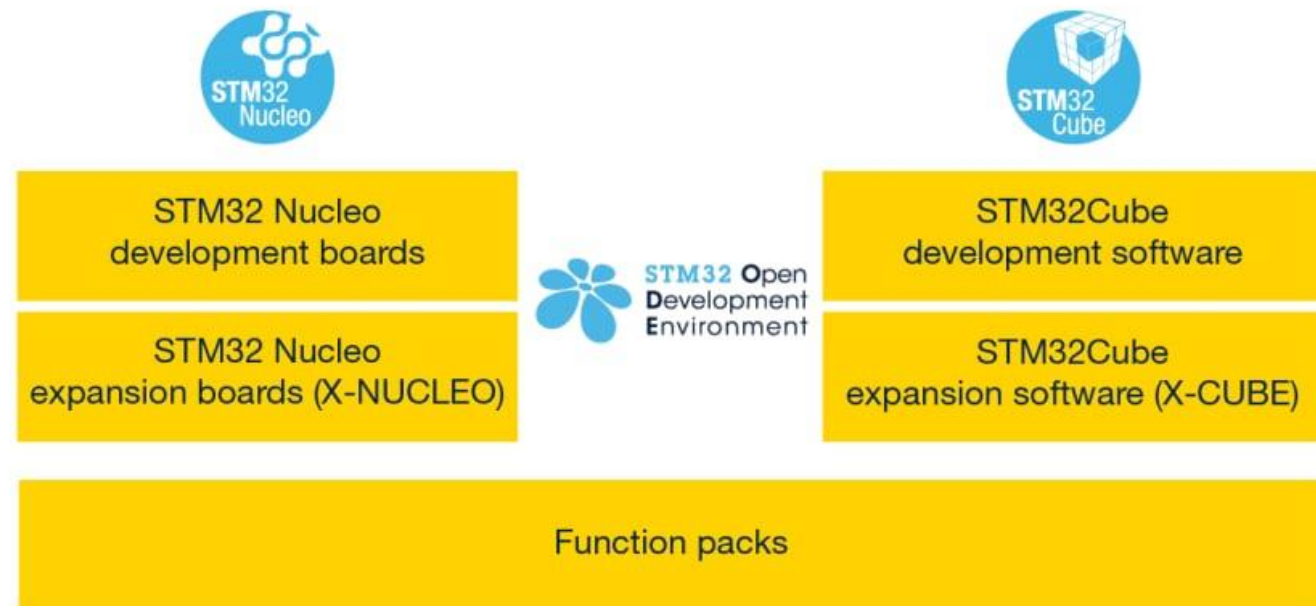 STM32
Nucleo
STM32
Cube
STM32 Nucleo
development boards
STM32 Nucleo
expansion boards (X-NUCLEO)
STM32 Open
Development
Environment
STM32Cube
development software
STM32Cube
expansion software (X-CUBE)
Function packs